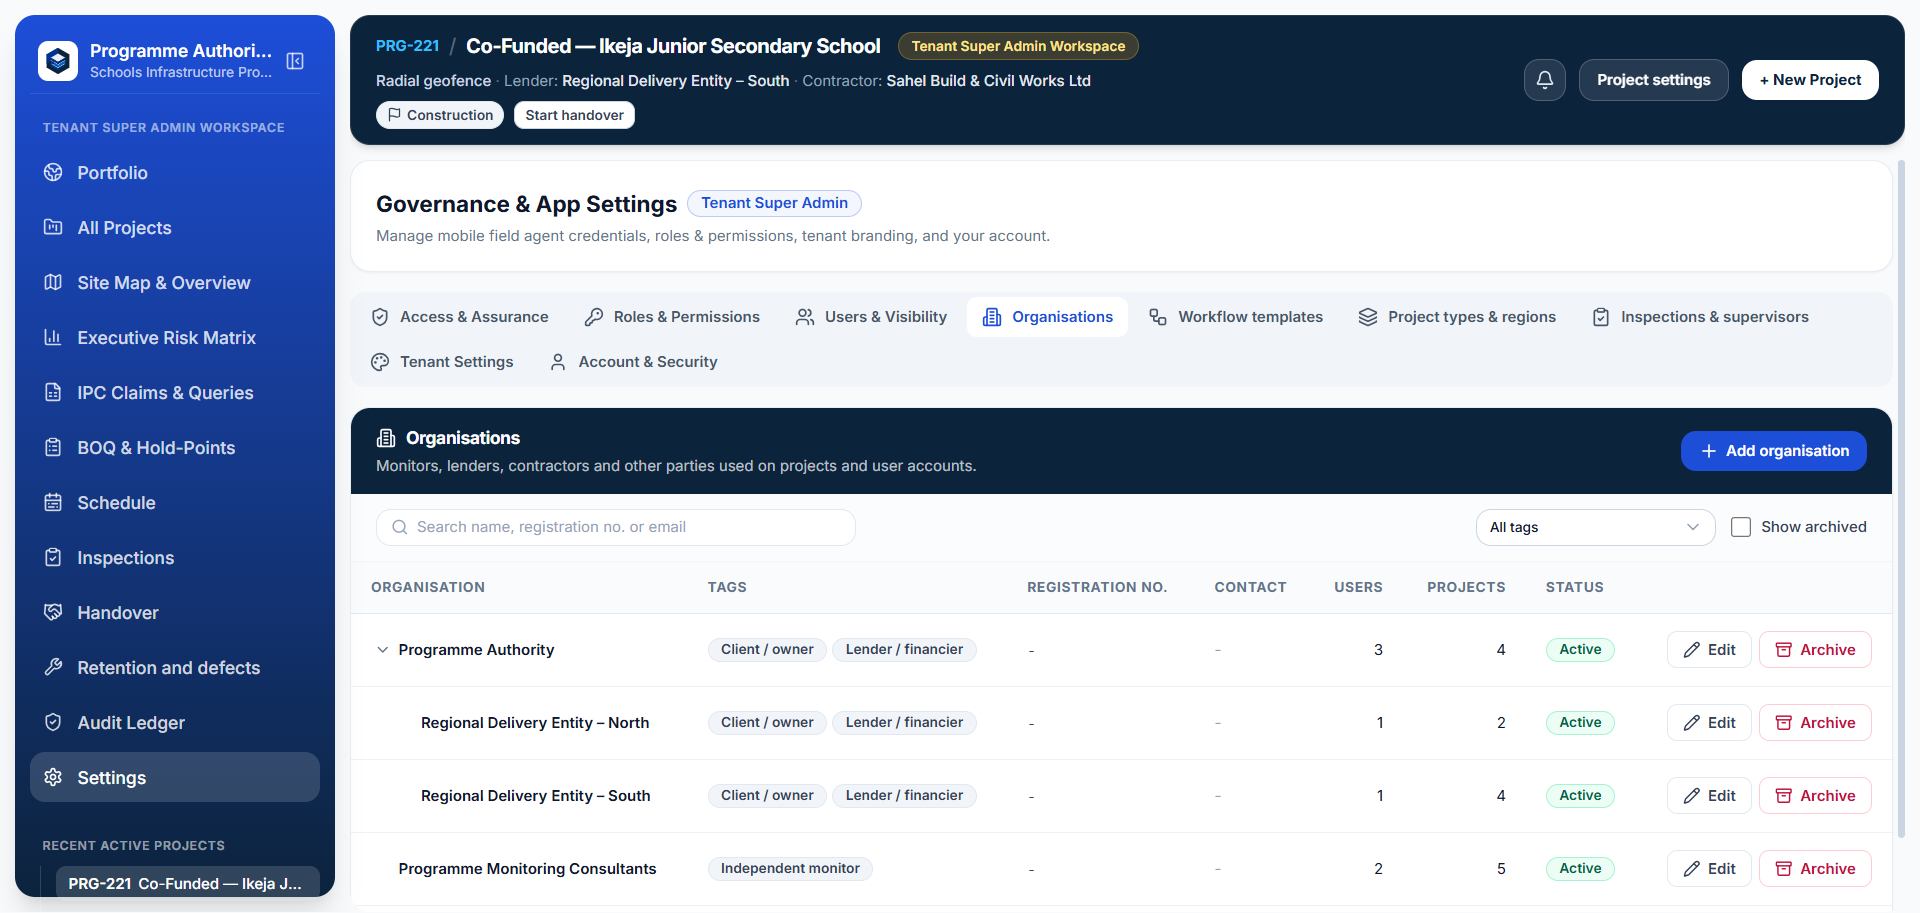 Programme Authori...
Schools Infrastructure Pro...
TENANT SUPER ADMIN WORKSPACE
Portfolio
All Projects
Site Map & Overview
Executive Risk Matrix
IPC Claims & Queries
BOQ & Hold-Points
Schedule
Inspections
Handover
Retention and defects
Audit Ledger
Settings
RECENT ACTIVE PROJECTS
PRG-221 Co-Funded — Ikeja J...
PRG-221 / Co-Funded — Ikeja Junior Secondary School Tenant Super Admin Workspace
Radial geofence · Lender: Regional Delivery Entity – South · Contractor: Sahel Build & Civil Works Ltd
Construction Start handover
Project settings + New Project
Governance & App Settings Tenant Super Admin
Manage mobile field agent credentials, roles & permissions, tenant branding, and your account.
Access & Assurance Roles & Permissions Users & Visibility Organisations Workflow templates Project types & regions Inspections & supervisors
Tenant Settings Account & Security
Organisations
Monitors, lenders, contractors and other parties used on projects and user accounts.
+ Add organisation
Search name, registration no. or email All tags Show archived
ORGANISATION TAGS REGISTRATION NO. CONTACT USERS PROJECTS STATUS
Programme Authority Client / owner Lender / financier - - 3 4 Active Edit Archive
Regional Delivery Entity – North Client / owner Lender / financier - - 1 2 Active Edit Archive
Regional Delivery Entity – South Client / owner Lender / financier - - 1 4 Active Edit Archive
Programme Monitoring Consultants Independent monitor - - 2 5 Active Edit Archive